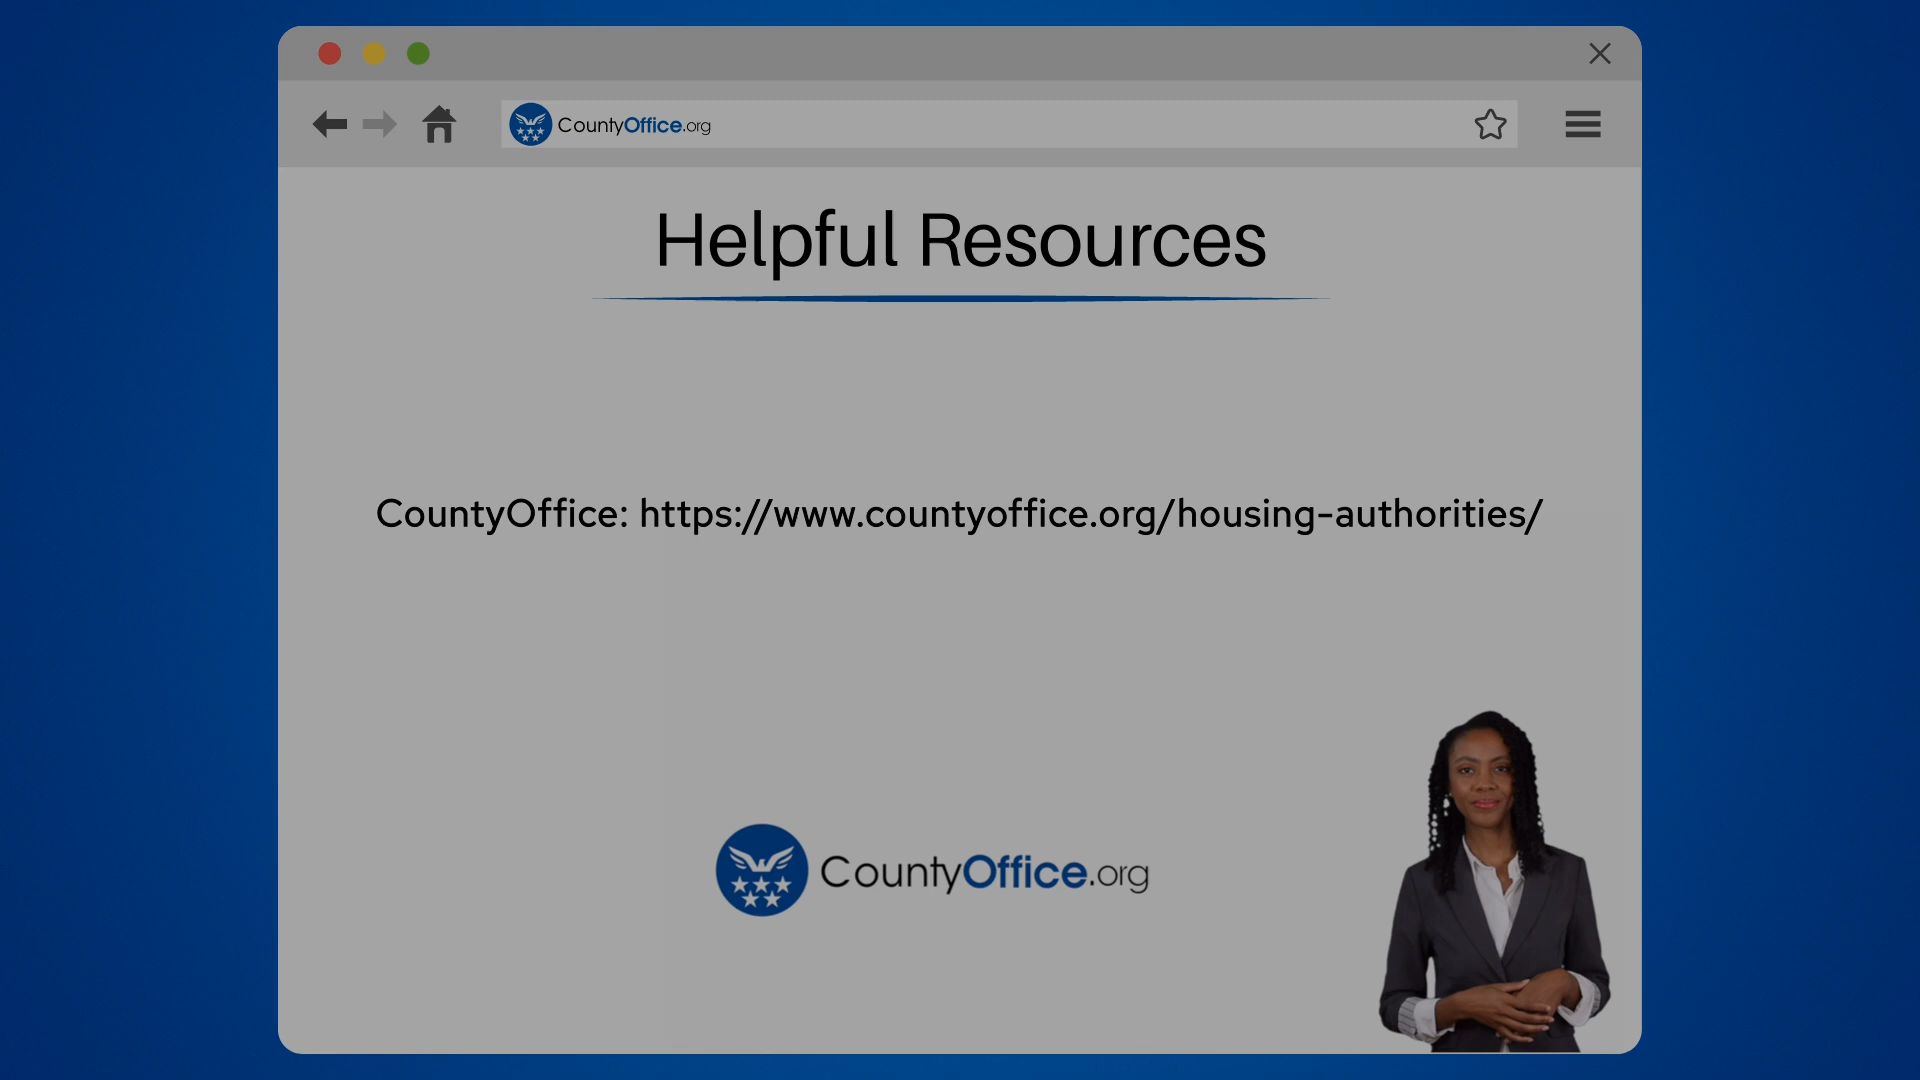 CountyOffice.org
Helpful Resources
CountyOffice: https://www.countyoffice.org/housing-authorities/
CountyOffice.org